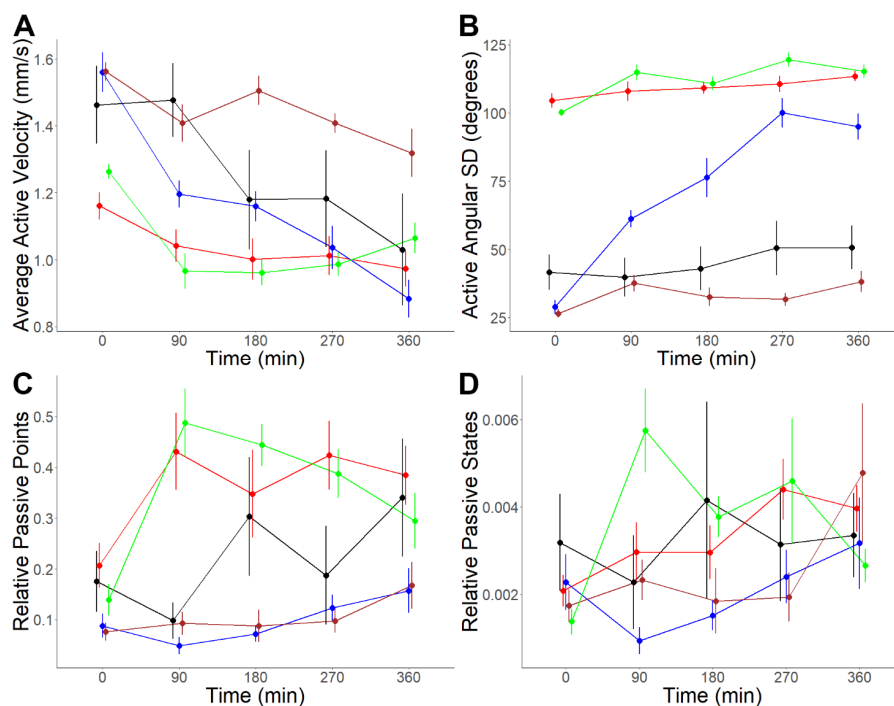 A
Average Active Velocity (mm/s)
1.6
1.4
1.2
1.0
0.8
0 90 180 270 360
Time (min)
B
Active Angular SD (degrees)
125
100
75
50
25
0 90 180 270 360
Time (min)
C
Relative Passive Points
0.5
0.4
0.3
0.2
0.1
0 90 180 270 360
Time (min)
D
Relative Passive States
0.006
0.004
0.002
0 90 180 270 360
Time (min)